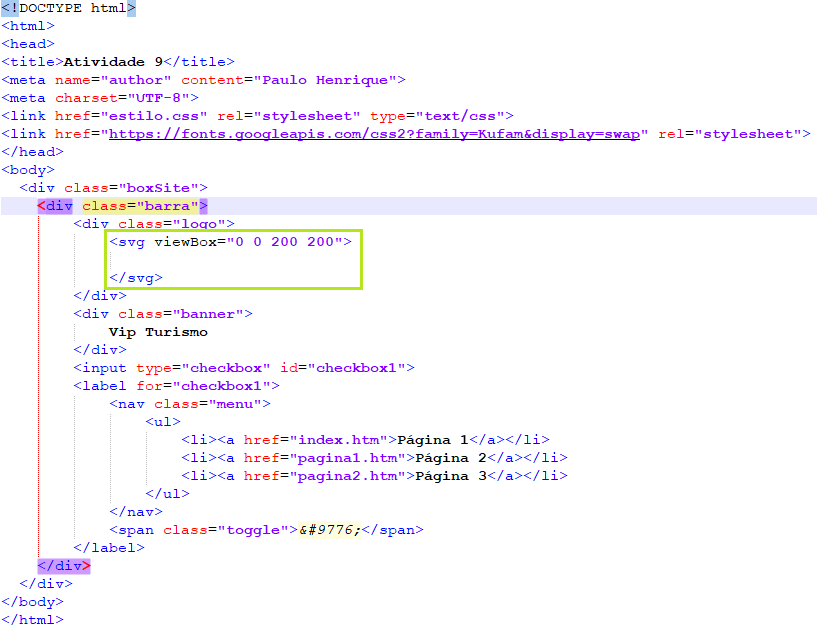 <!DOCTYPE html>
<html>
<head>
<title>Atividade 9</title>
<meta name="author" content="Paulo Henrique">
<meta charset="UTF-8">
<link href="estilo.css" rel="stylesheet" type="text/css">
<link href="https://fonts.googleapis.com/css2?family=Kufam&display=swap" rel="stylesheet">
</head>
<body>
<div class="boxSite">
<div class="barra">
<div class="logo">
<svg viewBox="0 0 200 200">
</svg>
</div>
<div class="banner">
Vip Turismo
</div>
<input type="checkbox" id="checkbox1">
<label for="checkbox1">
<nav class="menu">
<ul>
<li><a href="index.htm">Página 1</a></li>
<li><a href="pagina1.htm">Página 2</a></li>
<li><a href="pagina2.htm">Página 3</a></li>
</ul>
</nav>
<span class="toggle">&#9776;</span>
</label>
</div>
</div>
</body>
</html>